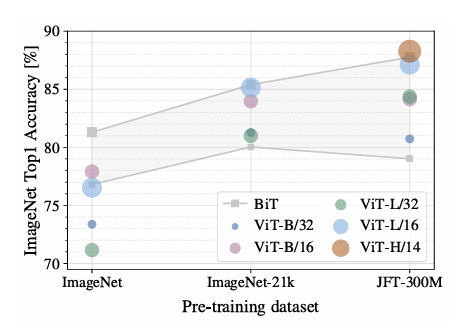 90
85
80
75
70
ImageNet Top1 Accuracy [%]
BiT
ViT-B/32
ViT-B/16
ViT-L/32
ViT-L/16
ViT-H/14
ImageNet
ImageNet-21k
JFT-300M
Pre-training dataset